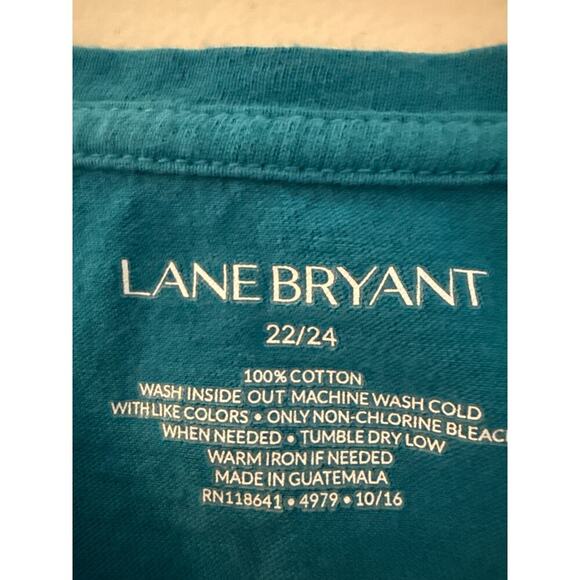 LANE BRYANT
22/24
100% COTTON
WASH INSIDE OUT MACHINE WASH COLD
WITH LIKE COLORS • ONLY NON-CHLORINE BLEAC
WHEN NEEDED • TUMBLE DRY LOW
WARM IRON IF NEEDED
MADE IN GUATEMALA
RN118641 • 4979 • 10/16